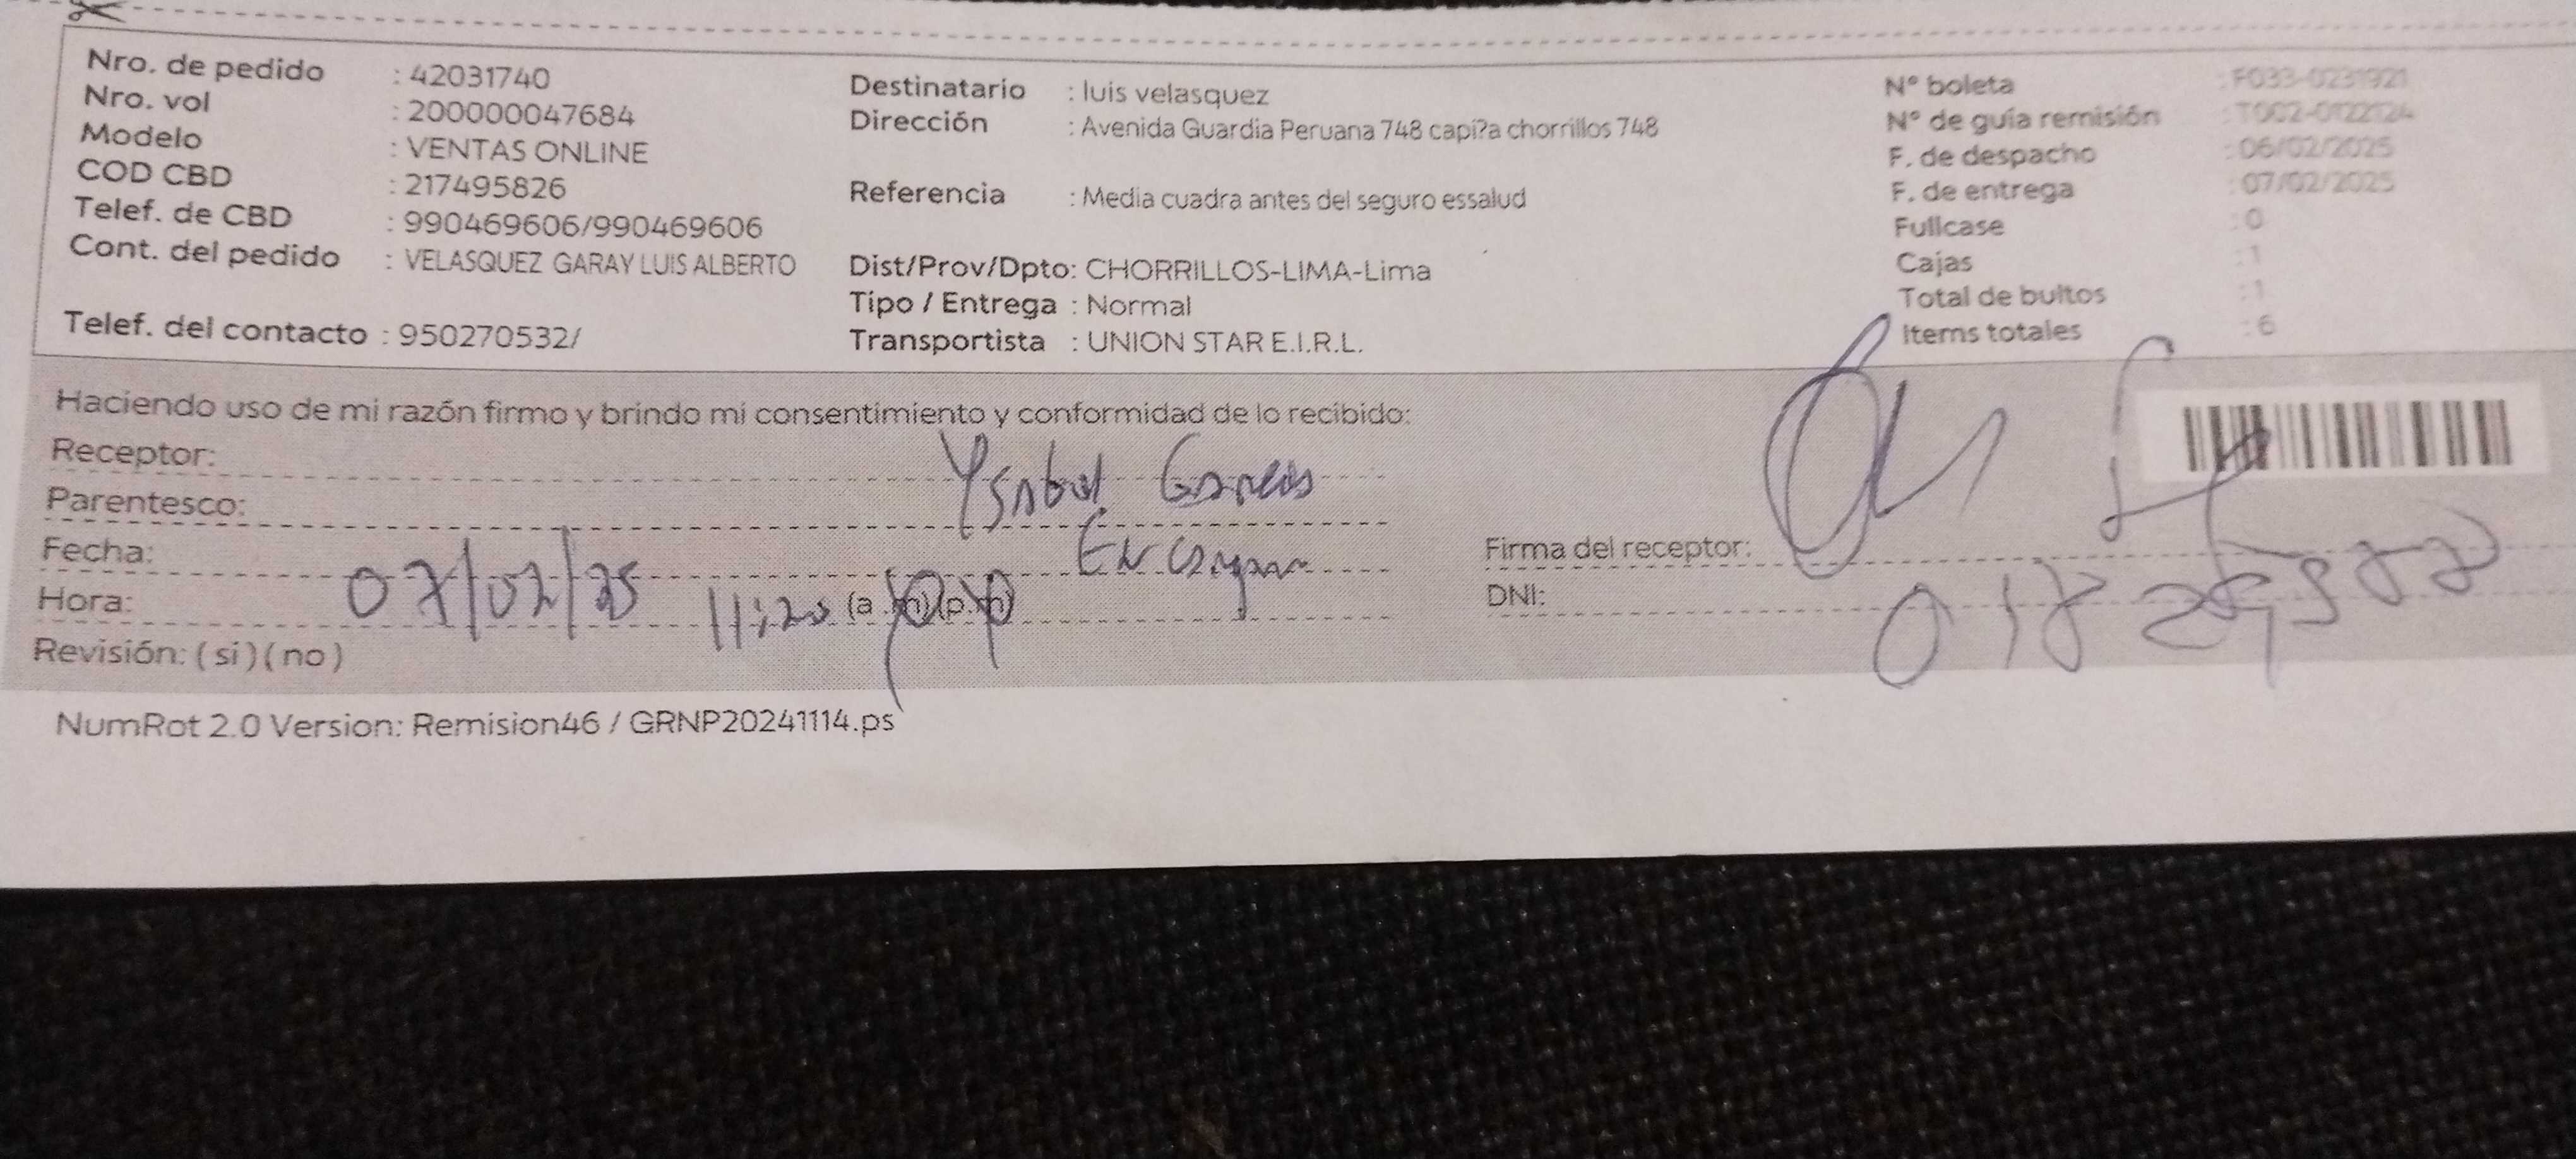 Nro. de pedido : 42031740
Nro. vol : 200000047684
Modelo : VENTAS ONLINE
COD CBD : 217495826
Telef. de CBD : 990469606/990469606
Cont. del pedido : VELASQUEZ GARAY LUIS ALBERTO
Telef. del contacto : 950270532/
Destinatario : luis velasquez
Dirección : Avenida Guardia Peruana 748 capi?a chorrillos 748
Referencia : Media cuadra antes del seguro essalud
Dist/Prov/Dpto: CHORRILLOS-LIMA-Lima
Tipo / Entrega : Normal
Transportista : UNION STAR E.I.R.L.
N° boleta : F033-0231921
N° de guía remisión : T002-0122124
F. de despacho : 06/02/2025
F. de entrega : 07/02/2025
Fullcase : 0
Cajas : 1
Total de bultos : 1
Items totales : 6
Haciendo uso de mi razón firmo y brindo mi consentimiento y conformidad de lo recibido:
Receptor: Ysabel
Parentesco:
Fecha: 07/02/25
Hora: 11:20 (a .m) (p.m)
Revisión: ( si ) ( no )
Firma del receptor:
DNI:
NumRot 2.0 Version: Remision46 / GRNP20241114.ps